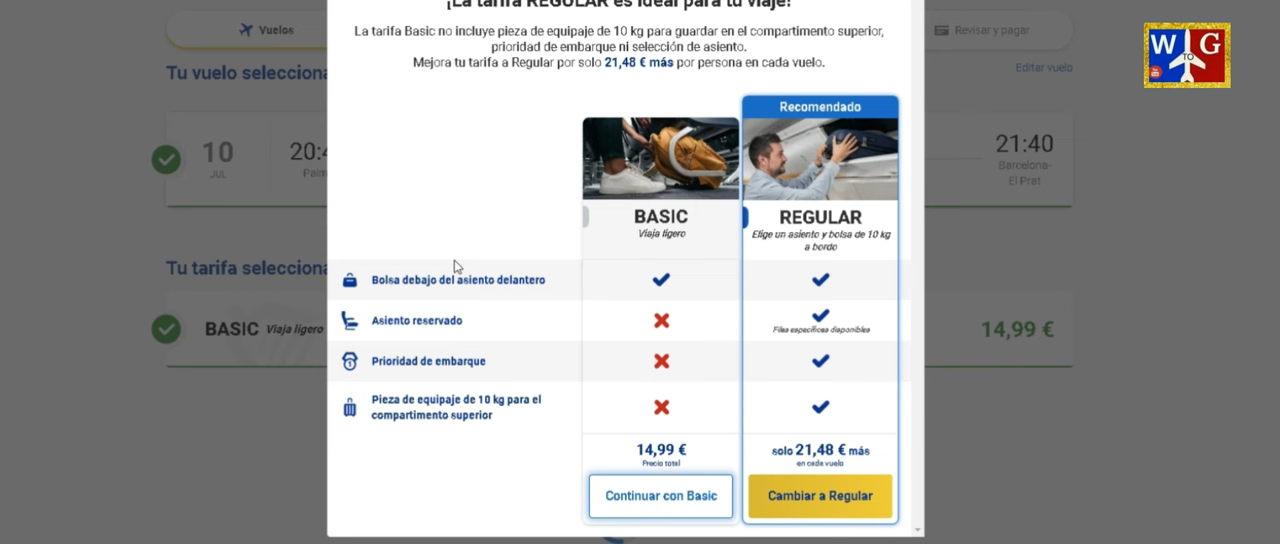 ¡La tarifa REGULAR es ideal para tu viaje!
La tarifa Basic no incluye pieza de equipaje de 10 kg para guardar en el compartimento superior,
prioridad de embarque ni selección de asiento.
Mejora tu tarifa a Regular por solo 21,48 € más por persona en cada vuelo.
Vuelos
Revisar y pagar
W TO G
Tu vuelo selecciona
Editar vuelo
10
JUL
20:4
Palm
21:40
Barcelona-
El Prat
Recomendado
BASIC
Viaja ligero
REGULAR
Elige un asiento y bolsa de 10 kg
a bordo
Tu tarifa selecciona
BASIC Viaja ligero
14,99 €
Bolsa debajo del asiento delantero
Asiento reservado
Filas específicas disponibles
Prioridad de embarque
Pieza de equipaje de 10 kg para el
compartimento superior
14,99 €
Precio total
solo 21,48 € más
en cada vuelo
Continuar con Basic
Cambiar a Regular